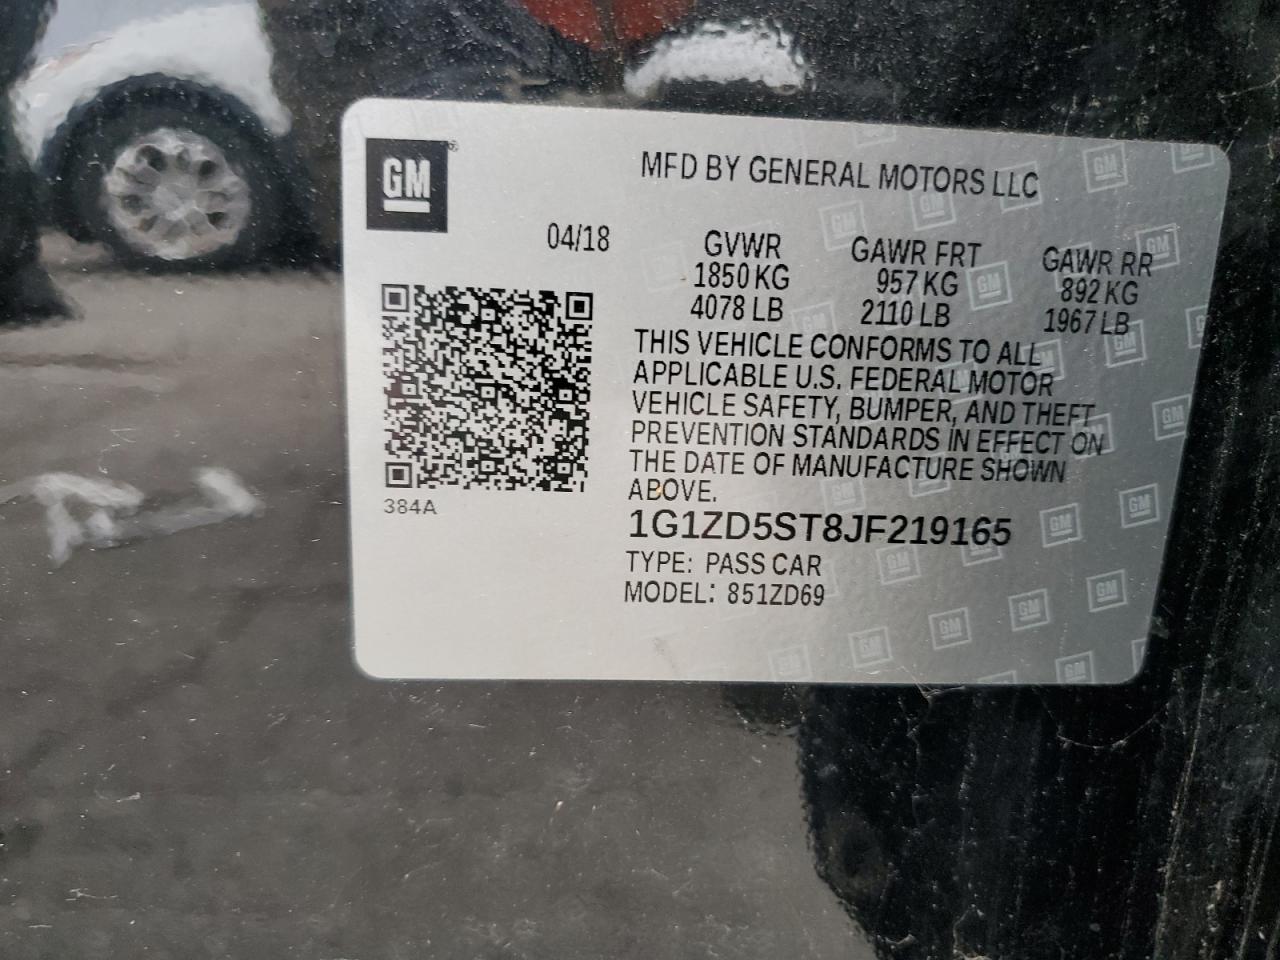 GM
MFD BY GENERAL MOTORS LLC
04/18
GVWR GAWR FRT GAWR RR
1850 KG 957 KG 892 KG
4078 LB 2110 LB 1967 LB
THIS VEHICLE CONFORMS TO ALL
APPLICABLE U.S. FEDERAL MOTOR
VEHICLE SAFETY, BUMPER, AND THEFT
PREVENTION STANDARDS IN EFFECT ON
THE DATE OF MANUFACTURE SHOWN
ABOVE.
384A
1G1ZD5ST8JF219165
TYPE: PASS CAR
MODEL: 851ZD69